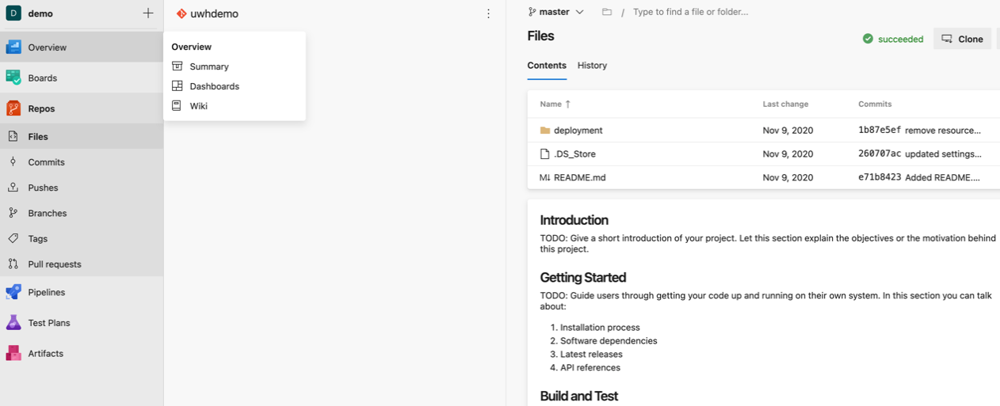 D demo
Overview
Boards
Repos
Files
Commits
Pushes
Branches
Tags
Pull requests
Pipelines
Test Plans
Artifacts
uwhdemo
Overview
Summary
Dashboards
Wiki
master / Type to find a file or folder...
Files
succeeded Clone
Contents History
Name ↑ Last change Commits
deployment Nov 9, 2020 1b87e5ef remove resource...
.DS_Store Nov 9, 2020 260707ac updated settings...
M↓ README.md Nov 9, 2020 e71b8423 Added README....
Introduction
TODO: Give a short introduction of your project. Let this section explain the objectives or the motivation behind
this project.
Getting Started
TODO: Guide users through getting your code up and running on their own system. In this section you can talk
about:
1. Installation process
2. Software dependencies
3. Latest releases
4. API references
Build and Test